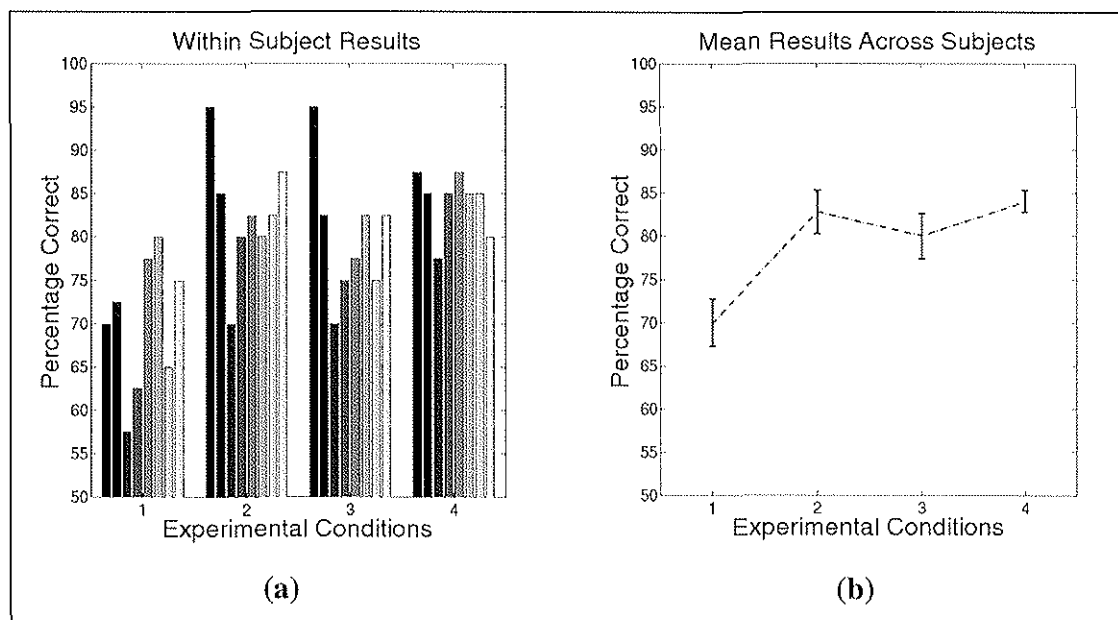 Within Subject Results
100
95
90
85
80
75
70
65
60
55
50
Percentage Correct
1 2 3 4
Experimental Conditions
(a)
Mean Results Across Subjects
100
95
90
85
80
75
70
65
60
55
50
Percentage Correct
1 2 3 4
Experimental Conditions
(b)